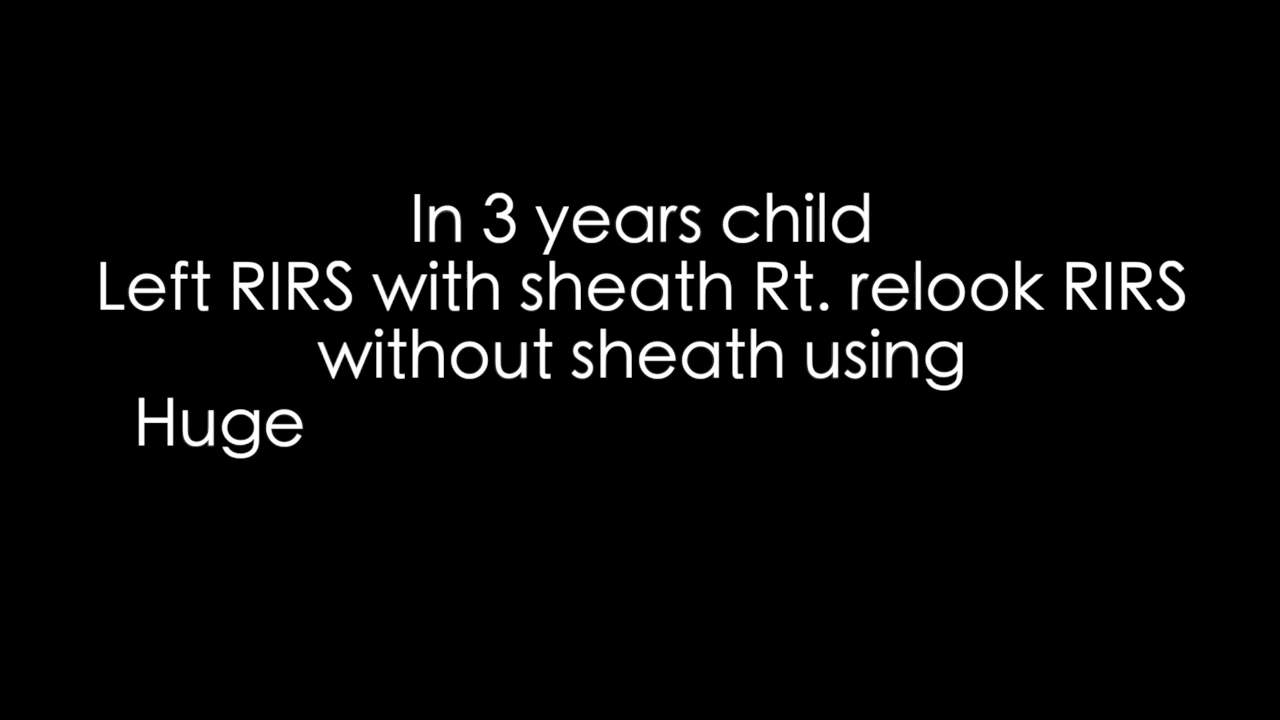 In 3 years child
Left RIRS with sheath Rt. relook RIRS
without sheath using
Huge